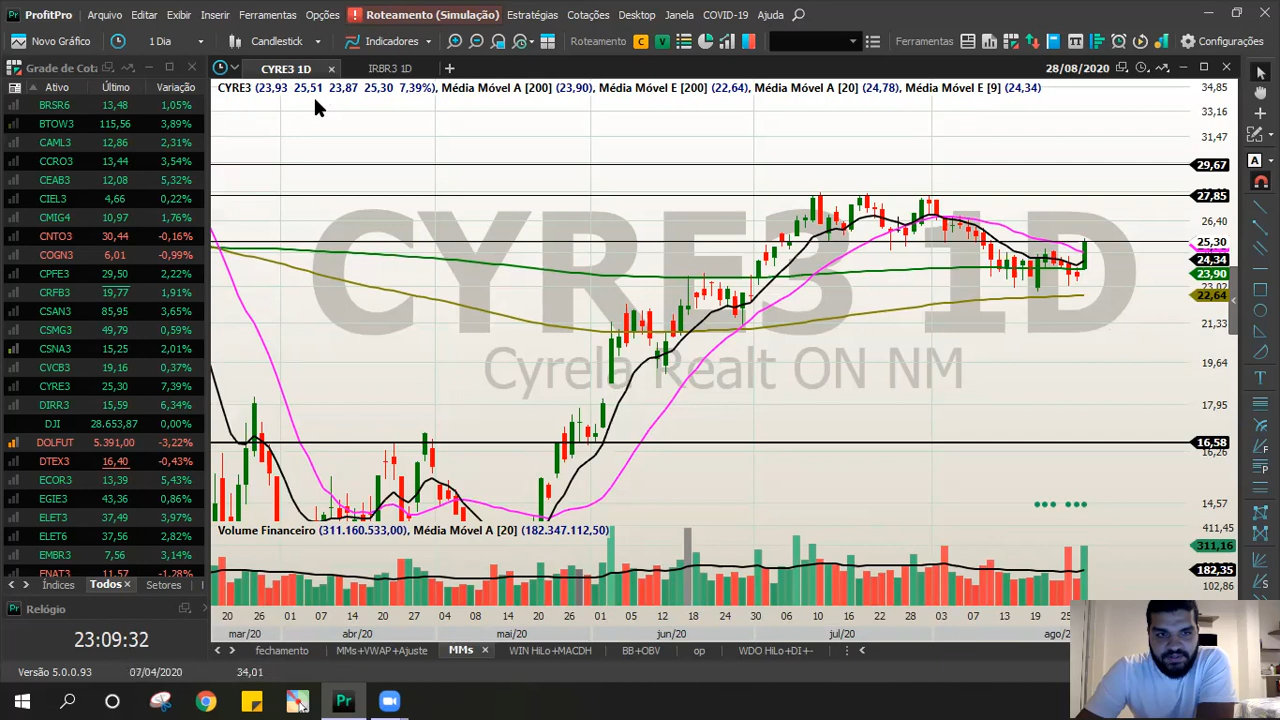 ProfitPro Arquivo Exibir Inserir Ferramentas Opções Roteamento (Simulação) Estratégias Cotações Desktop Janela COVID-19 Ajuda
Novo Gráfico 1 Dia Candlestick Indicadores Roteamento C V Ferramentas Configurações
Grade de Cota CYRE3 1D IRBR3 1D 28/08/2020
Ativo Último Variação
CYRE3 (23,93 25,51 23,87 25,30 7,39%), Média Móvel A [200] (23,90), Média Móvel E [200] (22,64), Média Móvel A [20] (24,78), Média Móvel E [9] (24,34)
BRSR6 13,48 1,05%
BTOW3 115,56 3,89%
CAML3 12,86 2,31%
CCRO3 13,44 3,54%
CEAB3 12,08 5,32%
CIEL3 4,66 0,22%
CMIG4 10,97 1,76%
CNTO3 30,44 -0,16%
COGN3 6,01 -0,99%
CPFE3 29,50 2,22%
CRFB3 19,77 1,91%
CSAN3 85,95 3,65%
CSMG3 49,79 0,59%
CSNA3 15,25 2,01%
CVCB3 19,16 0,37%
CYRE3 25,30 7,39%
DIRR3 15,59 6,34%
DJI 28.653,87 0,00%
DOLFUT 5.391,00 -3,22%
DTEX3 16,40 -0,43%
ECOR3 13,39 5,43%
EGIE3 43,36 0,86%
ELET3 37,49 3,97%
ELET6 37,56 2,82%
EMBR3 7,56 3,14%
ENAT3 11,57 -1,28%
Índices Todos Setores
Relógio
23:09:32
Versão 5.0.0.93 07/04/2020 34,01
CYRE3 1D
Cyrela Realt ON NM
34,85
33,16
31,47
29,67
27,85
26,40
25,30
24,34
23,90
23,02
22,64
21,33
19,64
17,95
16,58
16,26
14,57
Volume Financeiro (311.160.533,00), Média Móvel A [20] (182.347.112,50)
411,45
311,16
182,35
102,86
20 26 01 07 14 20 27 04 08 14 20 26 01 05 12 18 24 30 06 10 16 22 28 03 07 13 19 25
mar/20 abr/20 mai/20 jun/20 jul/20 ago/
fechamento MMs+VWAP+Ajuste MMs WIN HiLo+MACDH BB+OBV op WDO HiLo+DI+-